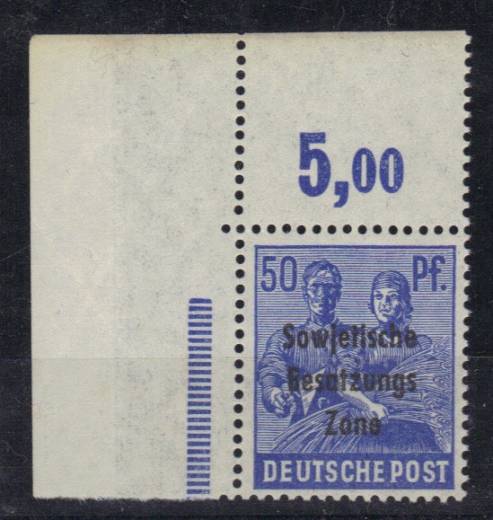 5,00
50 Pf.
Sowjetische
Besatzungs
Zone
DEUTSCHE POST